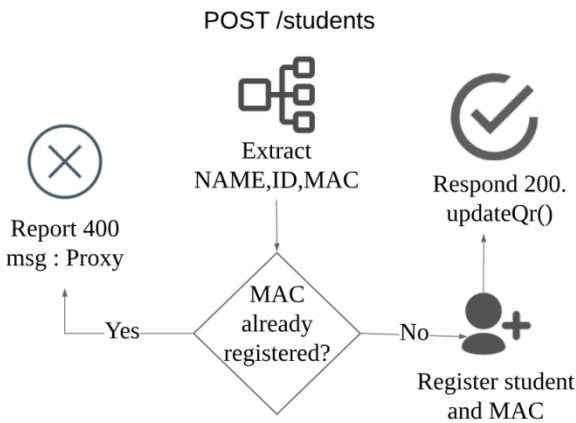 POST /students
Extract
NAME,ID,MAC
Respond 200.
updateQr()
Report 400
msg : Proxy
MAC
already
registered?
Yes
No
Register student
and MAC